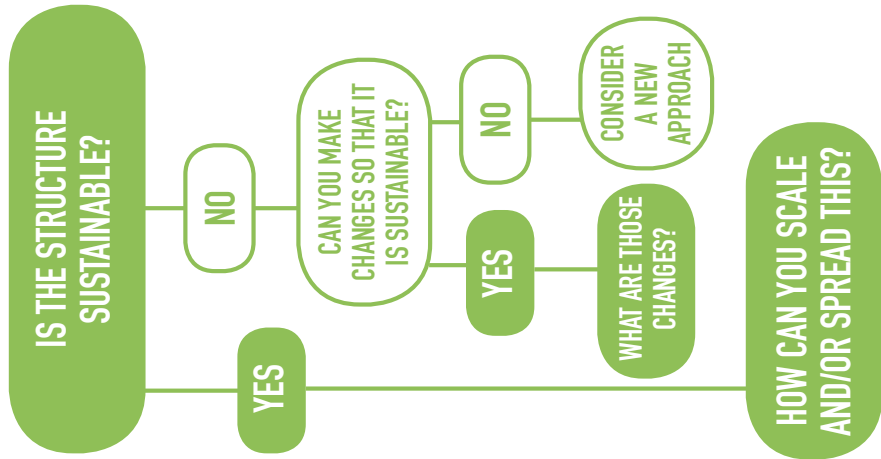 IS THE STRUCTURE
SUSTAINABLE?
YES
NO
CAN YOU MAKE
CHANGES SO THAT IT
IS SUSTAINABLE?
YES
NO
WHAT ARE THOSE
CHANGES?
CONSIDER
A NEW
APPROACH
HOW CAN YOU SCALE
AND/OR SPREAD THIS?